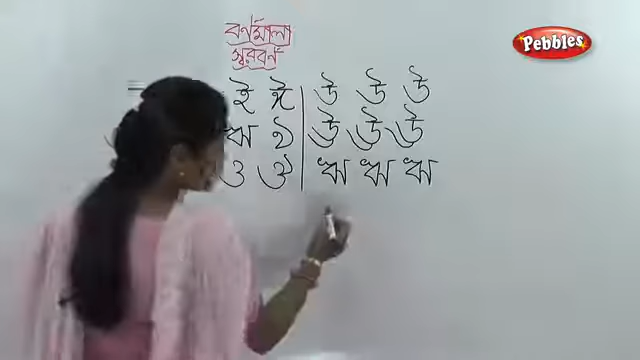 Pebbles
বর্ণমালা
স্বরবর্ণ
ই ঈ উ উ উ
ঋ ঌ ঊ ঊ ঊ
ও ঔ ঋ ঋ ঋ